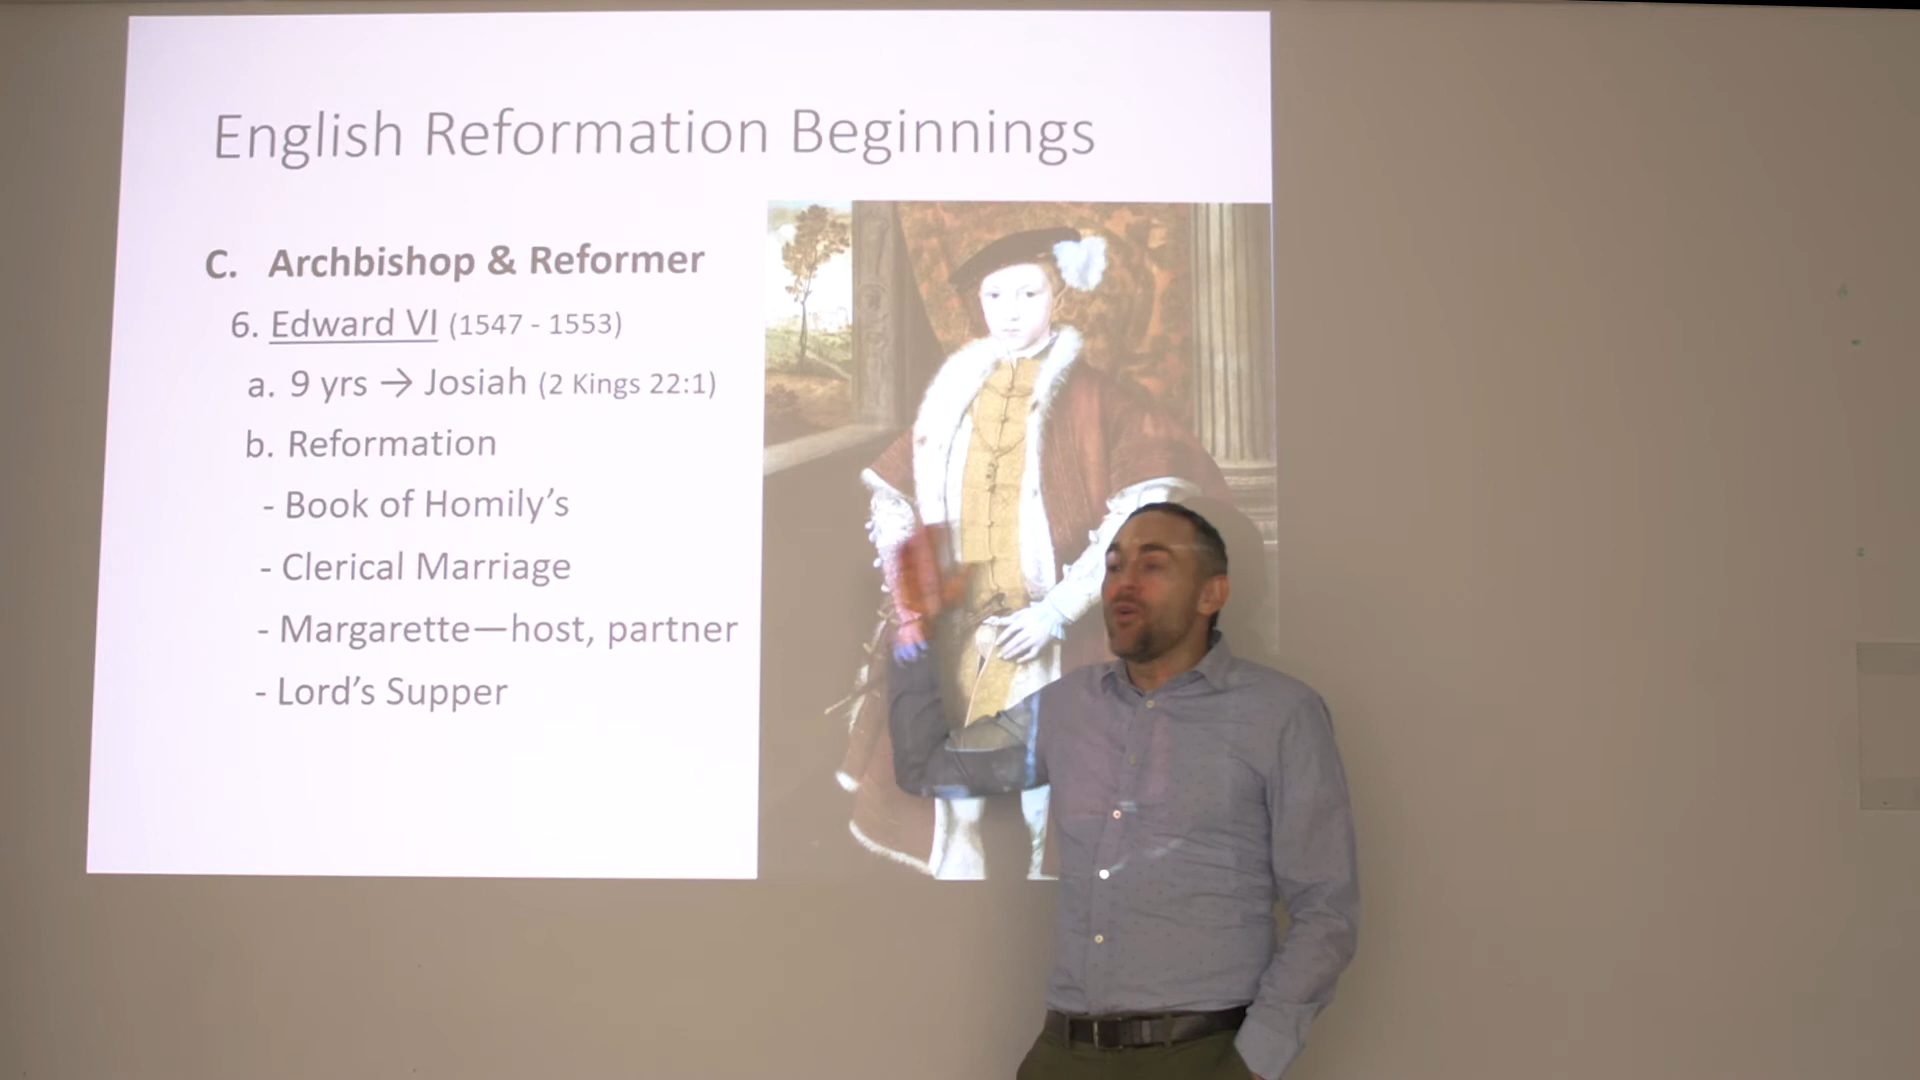 English Reformation Beginnings
C. Archbishop & Reformer
6. Edward VI (1547 - 1553)
a. 9 yrs → Josiah (2 Kings 22:1)
b. Reformation
- Book of Homily’s
- Clerical Marriage
- Margarette—host, partner
- Lord’s Supper